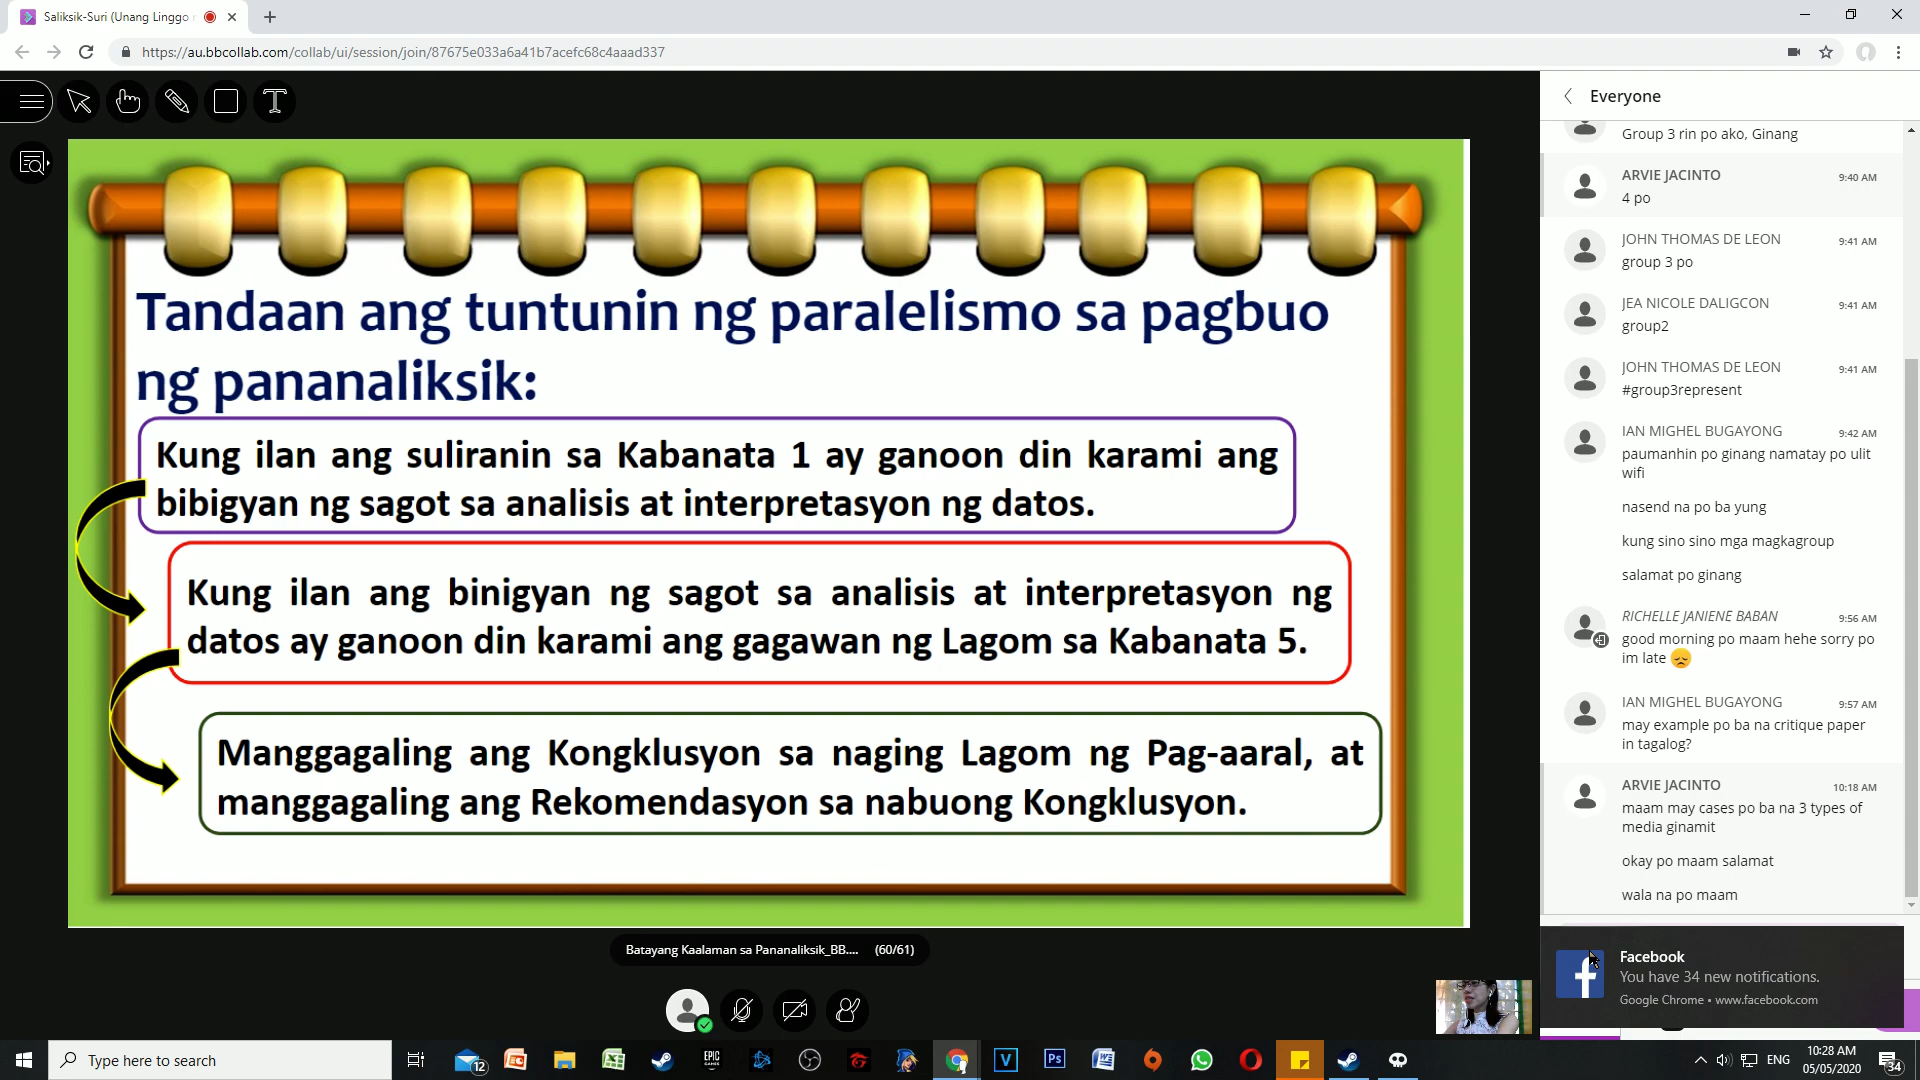 Saliksik-Suri (Unang Linggo
https://au.bbcollab.com/collab/ui/session/join/87675e033a6a41b7acefc68c4aaad337
T
Tandaan ang tuntunin ng paralelismo sa pagbuo
ng pananaliksik:
Kung ilan ang suliranin sa Kabanata 1 ay ganoon din karami ang
bibigyan ng sagot sa analisis at interpretasyon ng datos.
Kung ilan ang binigyan ng sagot sa analisis at interpretasyon ng
datos ay ganoon din karami ang gagawan ng Lagom sa Kabanata 5.
Manggagaling ang Kongklusyon sa naging Lagom ng Pag-aaral, at
manggagaling ang Rekomendasyon sa nabuong Kongklusyon.
Batayang Kaalaman sa Pananaliksik_BB.... (60/61)
Everyone
Group 3 rin po ako, Ginang
ARVIE JACINTO 9:40 AM
4 po
JOHN THOMAS DE LEON 9:41 AM
group 3 po
JEA NICOLE DALIGCON 9:41 AM
group2
JOHN THOMAS DE LEON 9:41 AM
#group3represent
IAN MIGHEL BUGAYONG 9:42 AM
paumanhin po ginang namatay po ulit
wifi
nasend na po ba yung
kung sino sino mga magkagroup
salamat po ginang
RICHELLE JANIENE BABAN 9:56 AM
good morning po maam hehe sorry po
im late 😞
IAN MIGHEL BUGAYONG 9:57 AM
may example po ba na critique paper
in tagalog?
ARVIE JACINTO 10:18 AM
maam may cases po ba na 3 types of
media ginamit
okay po maam salamat
wala na po maam
Facebook
You have 34 new notifications.
Google Chrome • www.facebook.com
Type here to search
12
EPIC
GAMES
V
Ps
ENG
10:28 AM
05/05/2020
34